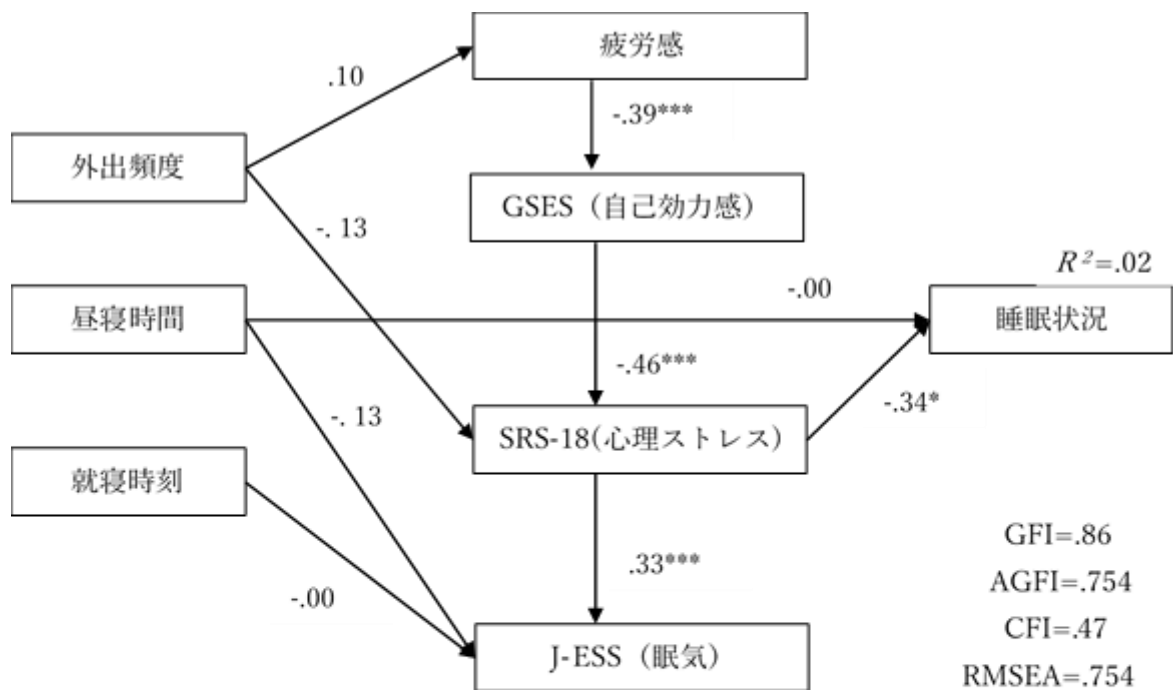 疲労感
.10
-.39***
外出頻度
GSES（自己効力感）
-. 13
R²=.02
-.00
昼寝時間
睡眠状況
-.46***
-.34*
-. 13
SRS-18(心理ストレス)
就寝時刻
GFI=.86
.33***
AGFI=.754
-.00
CFI=.47
J-ESS（眠気）
RMSEA=.754